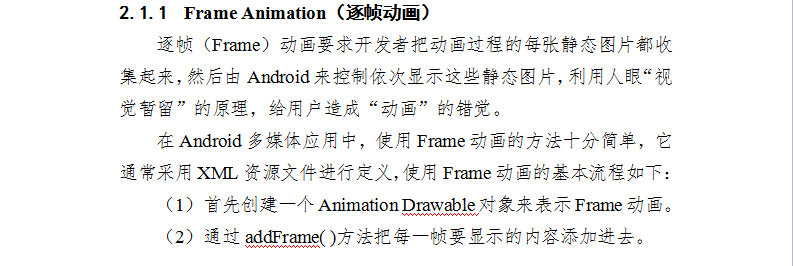 2.1.1 Frame Animation（逐帧动画）
逐帧（Frame）动画要求开发者把动画过程的每张静态图片都收
集起来，然后由 Android 来控制依次显示这些静态图片，利用人眼“视
觉暂留”的原理，给用户造成“动画”的错觉。
在 Android 多媒体应用中，使用 Frame 动画的方法十分简单，它
通常采用 XML 资源文件进行定义，使用 Frame 动画的基本流程如下：
（1）首先创建一个 Animation Drawable 对象来表示 Frame 动画。
（2）通过 addFrame( )方法把每一帧要显示的内容添加进去。